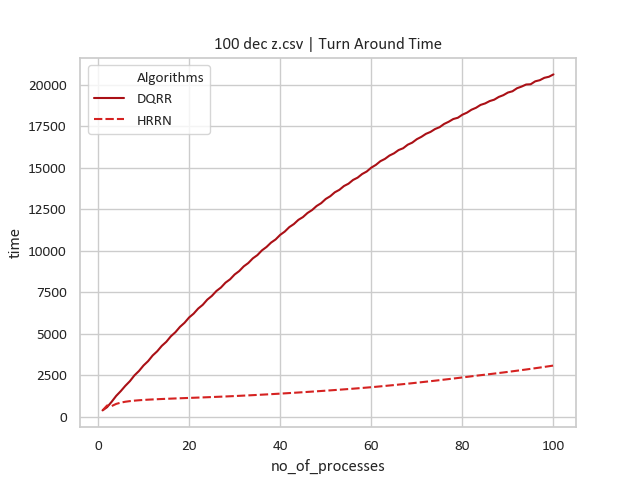 100 dec z.csv | Turn Around Time
Algorithms
DQRR
HRRN
time
20000
17500
15000
12500
10000
7500
5000
2500
0
0 20 40 60 80 100
no_of_processes